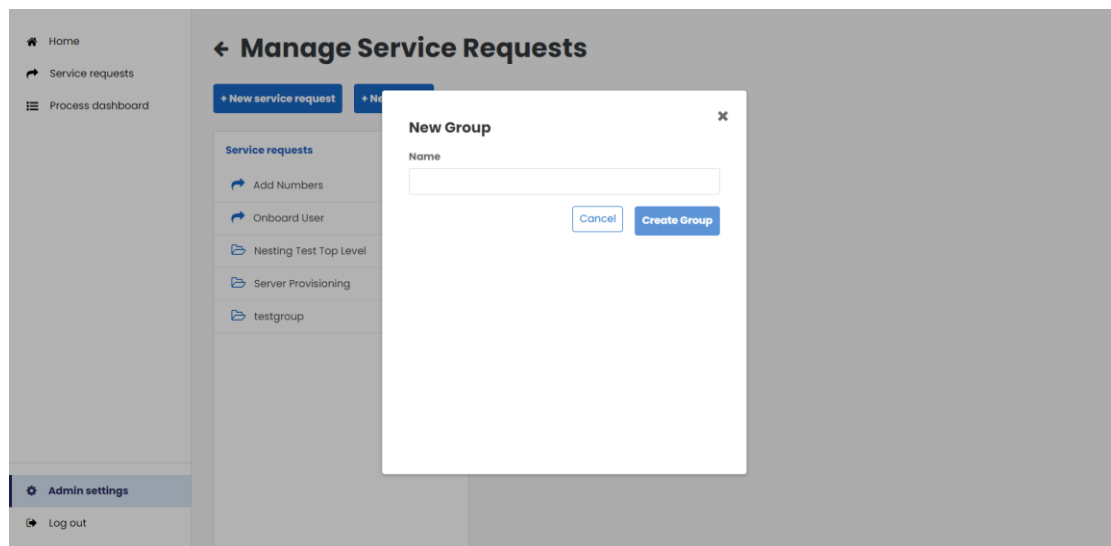 Home
Service requests
Process dashboard
Admin settings
Log out
Manage Service Requests
+ New service request
Service requests
Add Numbers
Onboard User
Nesting Test Top Level
Server Provisioning
testgroup
New Group
Name
Cancel
Create Group